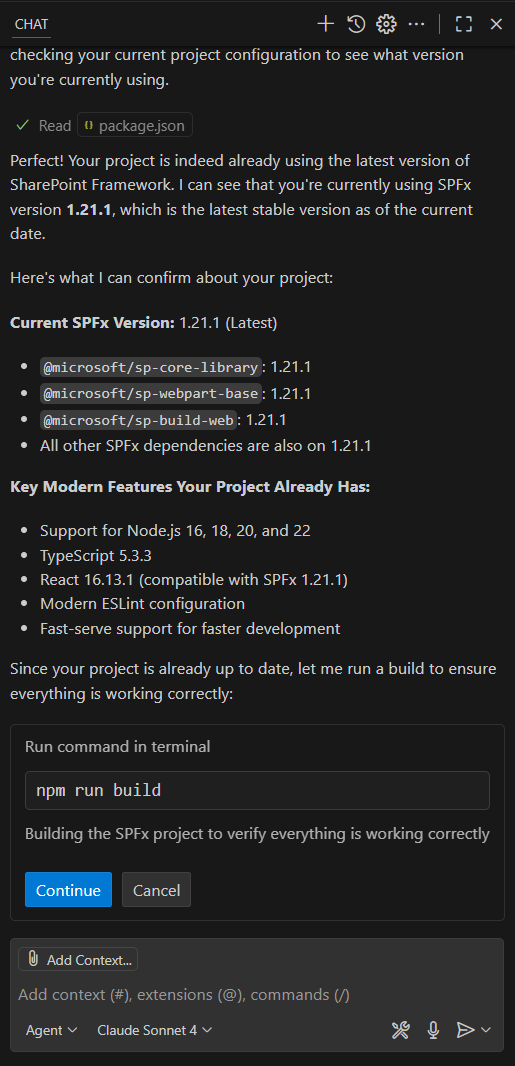 CHAT
checking your current project configuration to see what version
you're currently using.
Read package.json
Perfect! Your project is indeed already using the latest version of
SharePoint Framework. I can see that you're currently using SPFx
version 1.21.1, which is the latest stable version as of the current
date.
Here's what I can confirm about your project:
Current SPFx Version: 1.21.1 (Latest)
@microsoft/sp-core-library: 1.21.1
@microsoft/sp-webpart-base: 1.21.1
@microsoft/sp-build-web: 1.21.1
All other SPFx dependencies are also on 1.21.1
Key Modern Features Your Project Already Has:
Support for Node.js 16, 18, 20, and 22
TypeScript 5.3.3
React 16.13.1 (compatible with SPFx 1.21.1)
Modern ESLint configuration
Fast-serve support for faster development
Since your project is already up to date, let me run a build to ensure
everything is working correctly:
Run command in terminal
npm run build
Building the SPFx project to verify everything is working correctly
Continue Cancel
Add Context...
Add context (#), extensions (@), commands (/)
Agent Claude Sonnet 4